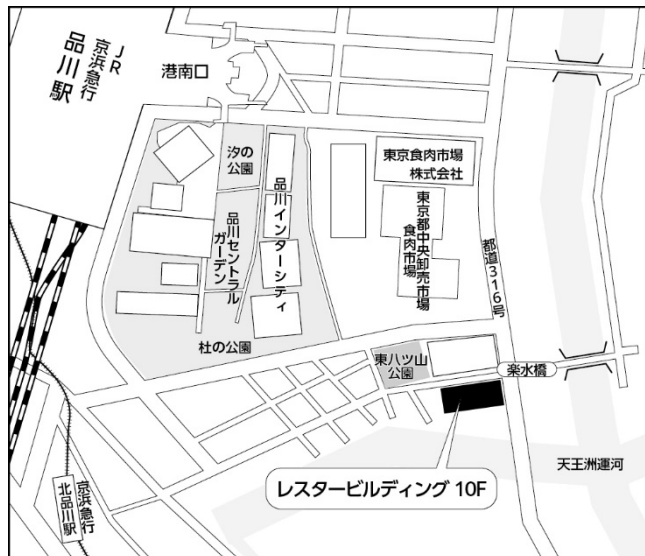 JR
京浜急行
品川駅
港南口
汐の
公園
品川インターシティ
品川セントラル
ガーデン
杜の公園
東京食肉市場
株式会社
東京都中央卸売市場
食肉市場
都道316号
東八ツ山
公園
楽水橋
天王洲運河
レスタービルディング 10F
京浜急行
北品川駅